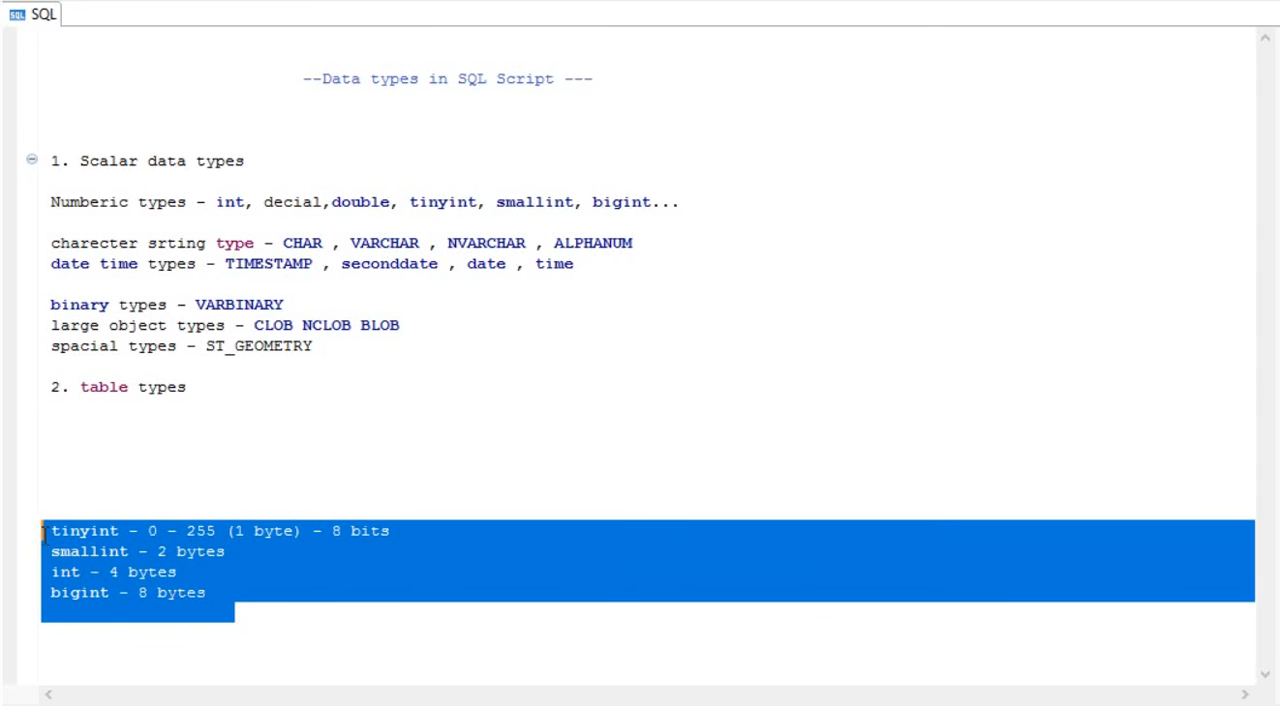 SQL SQL
--Data types in SQL Script ---
1. Scalar data types
Numberic types - int, decial,double, tinyint, smallint, bigint...
charecter srting type - CHAR , VARCHAR , NVARCHAR , ALPHANUM
date time types - TIMESTAMP , seconddate , date , time
binary types - VARBINARY
large object types - CLOB NCLOB BLOB
spacial types - ST_GEOMETRY
2. table types
tinyint - 0 - 255 (1 byte) - 8 bits
smallint - 2 bytes
int - 4 bytes
bigint - 8 bytes